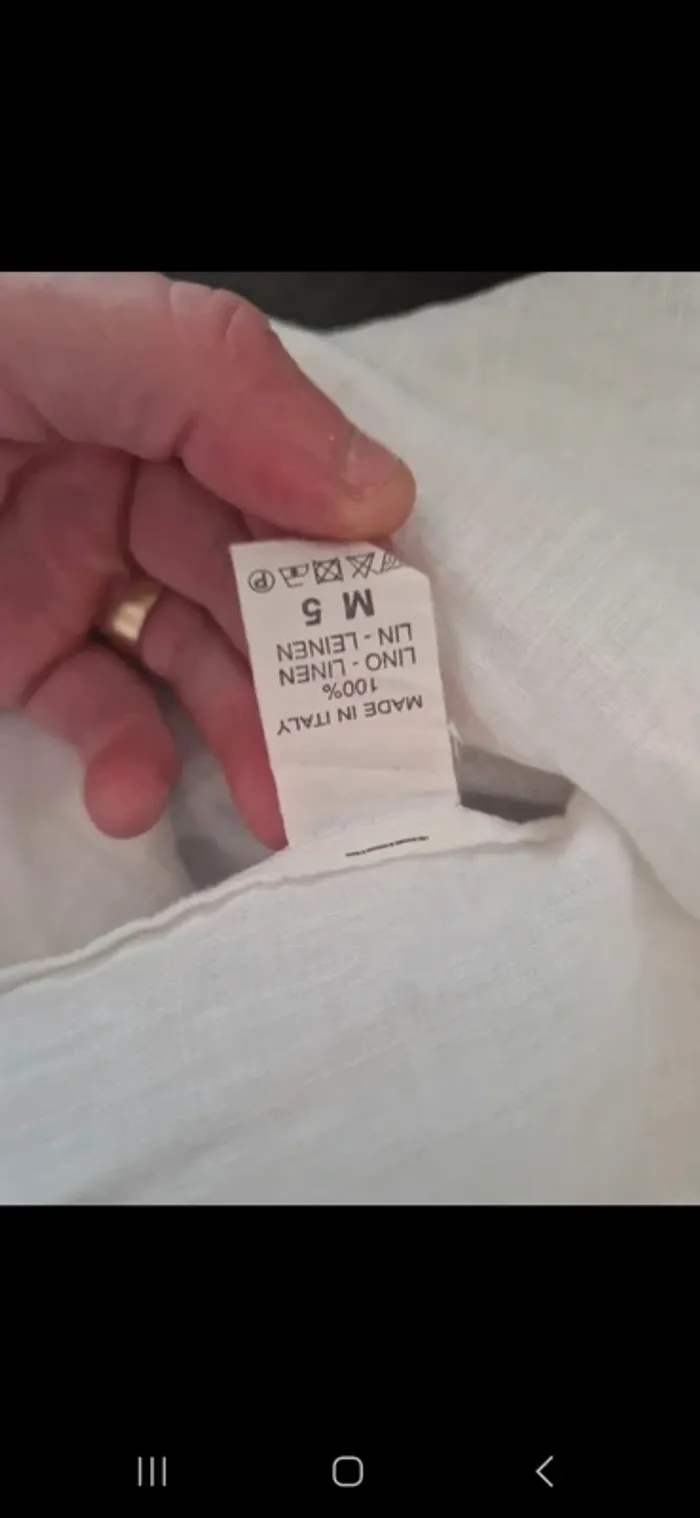 MADE IN ITALY
100%
LINO - LINEN
LIN - LEINEN
M 5
P